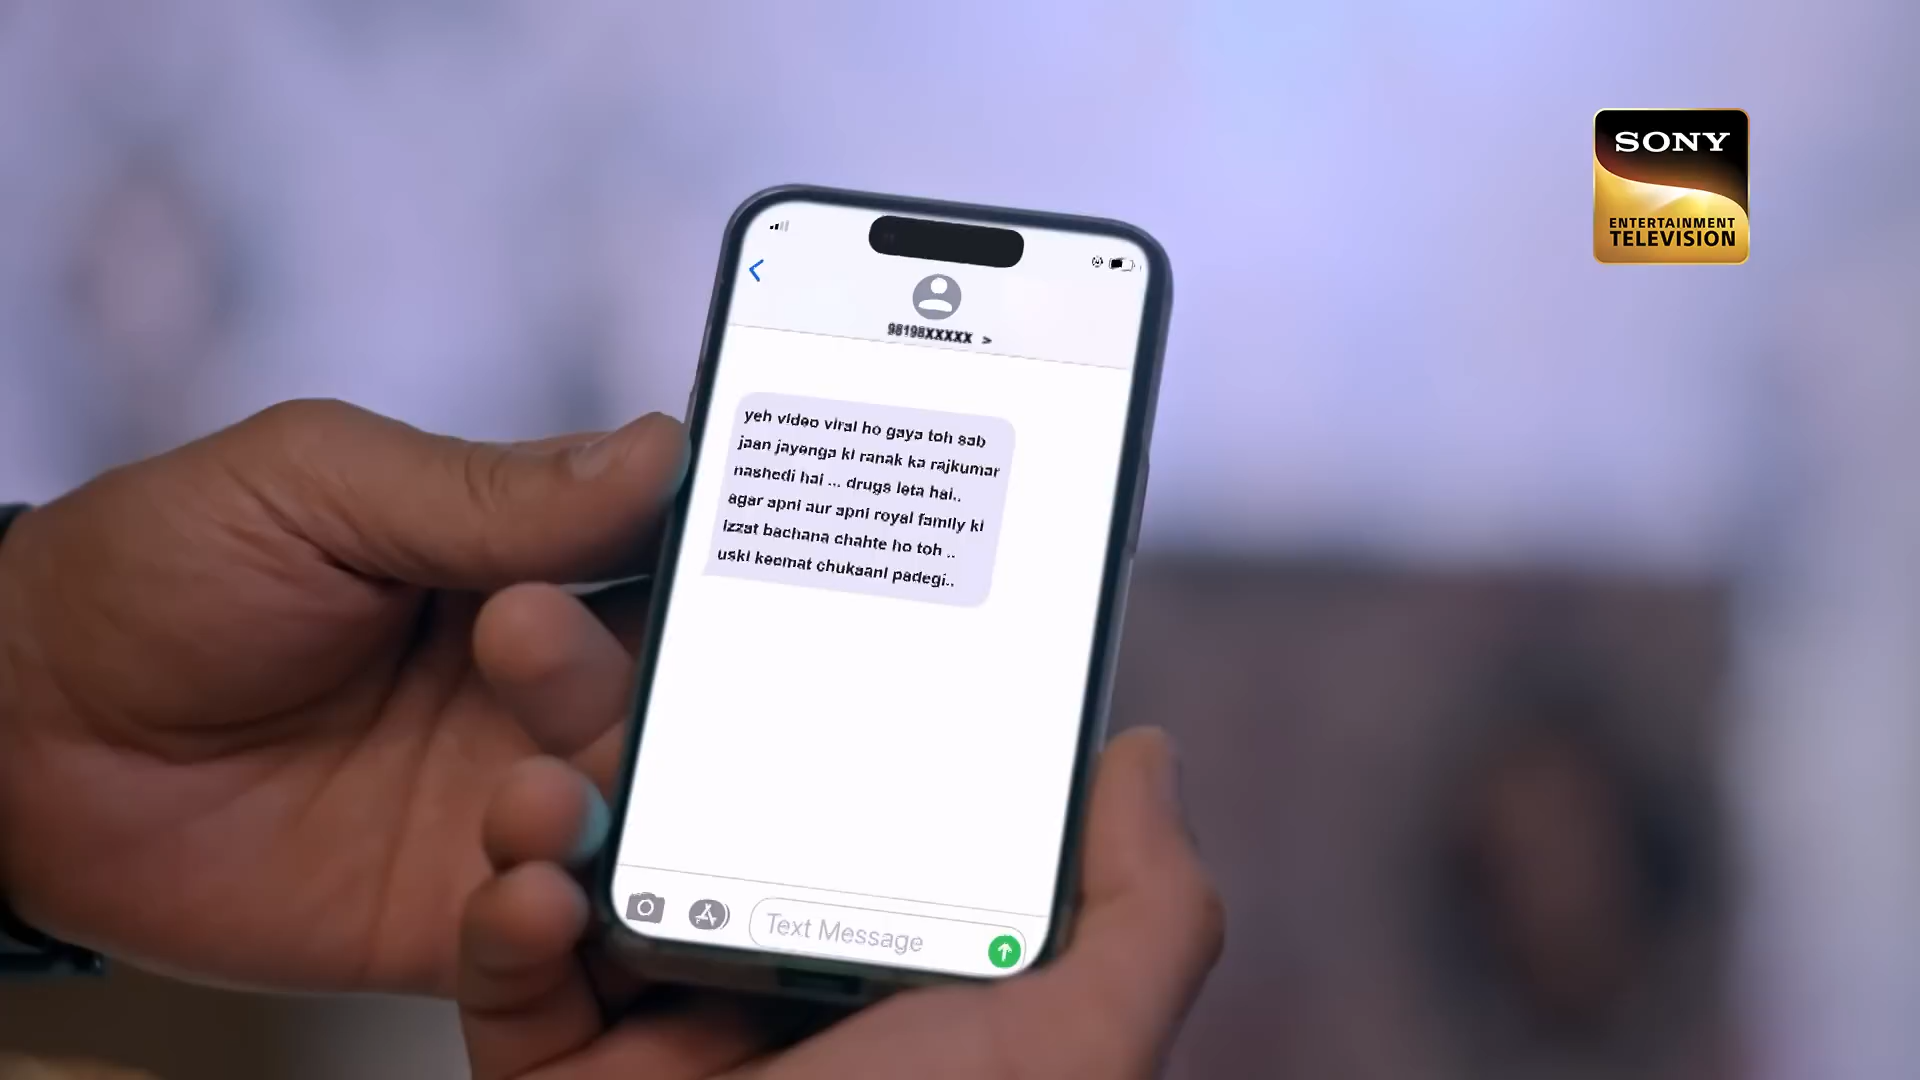 SONY
ENTERTAINMENT
TELEVISION
98198XXXXX >
yeh video viral ho gaya toh sab
jaan jayenga ki ranak ka rajkumar
nashedi hai ... drugs leta hai..
agar apni aur apni royal family ki
izzat bachana chahte ho toh ..
uski keemat chukaani padegi..
Text Message